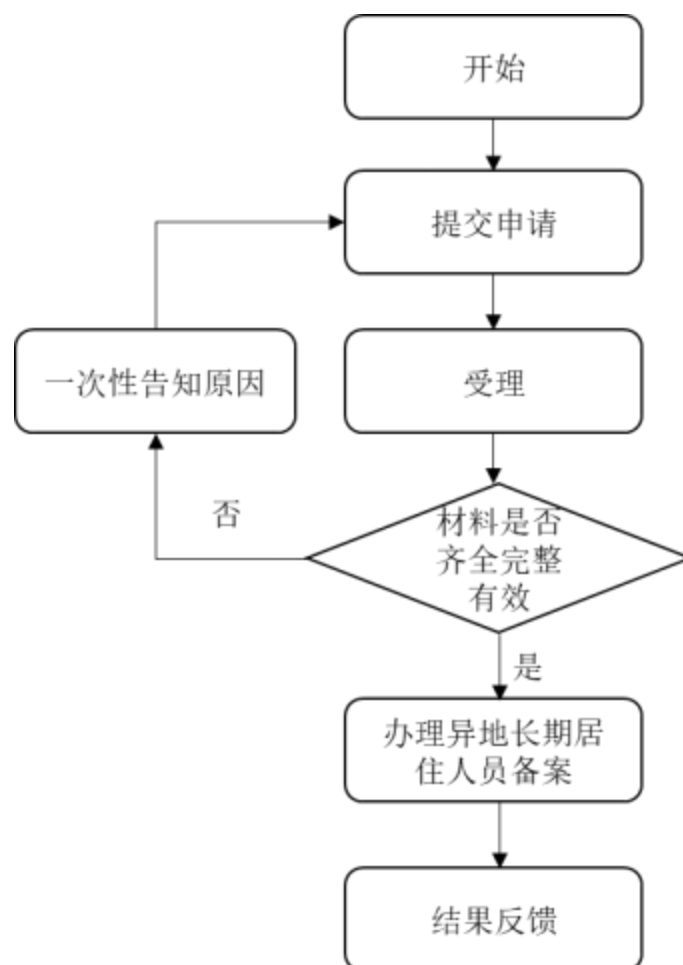 开始
提交申请
一次性告知原因
受理
否
材料是否
齐全完整
有效
是
办理异地长期居
住人员备案
结果反馈